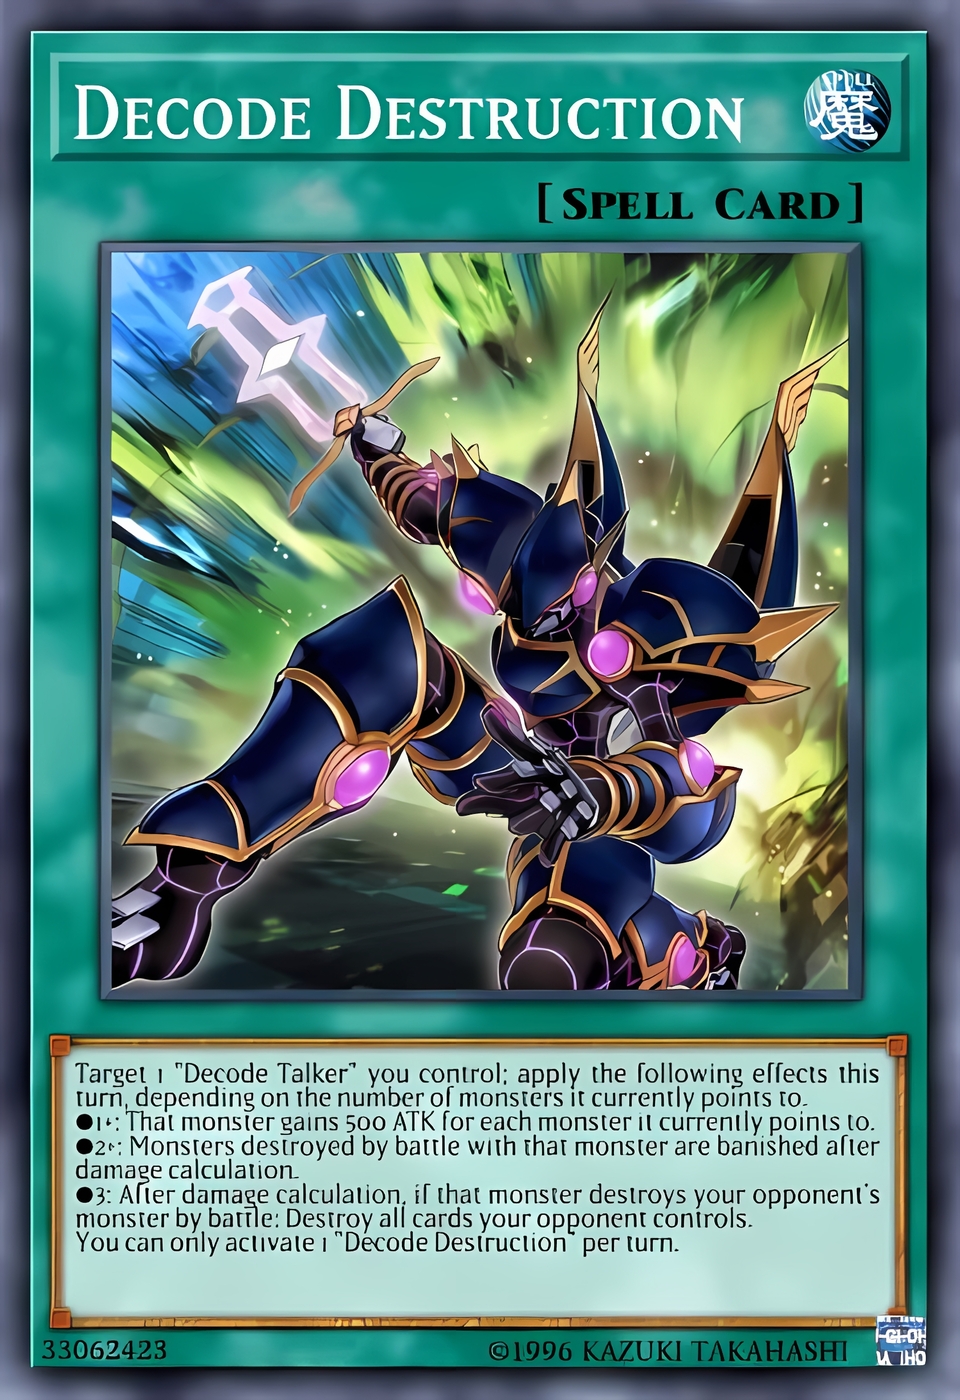 DECODE DESTRUCTION
魔
[SPELL CARD]
Target 1 "Decode Talker" you control; apply the following effects this
turn, depending on the number of monsters it currently points to.
●1+: That monster gains 500 ATK for each monster it currently points to.
●2+: Monsters destroyed by battle with that monster are banished after
damage calculation.
●3: After damage calculation, if that monster destroys your opponent's
monster by battle: Destroy all cards your opponent controls.
You can only activate 1 "Decode Destruction" per turn.
33062423
©1996 KAZUKI TAKAHASHI